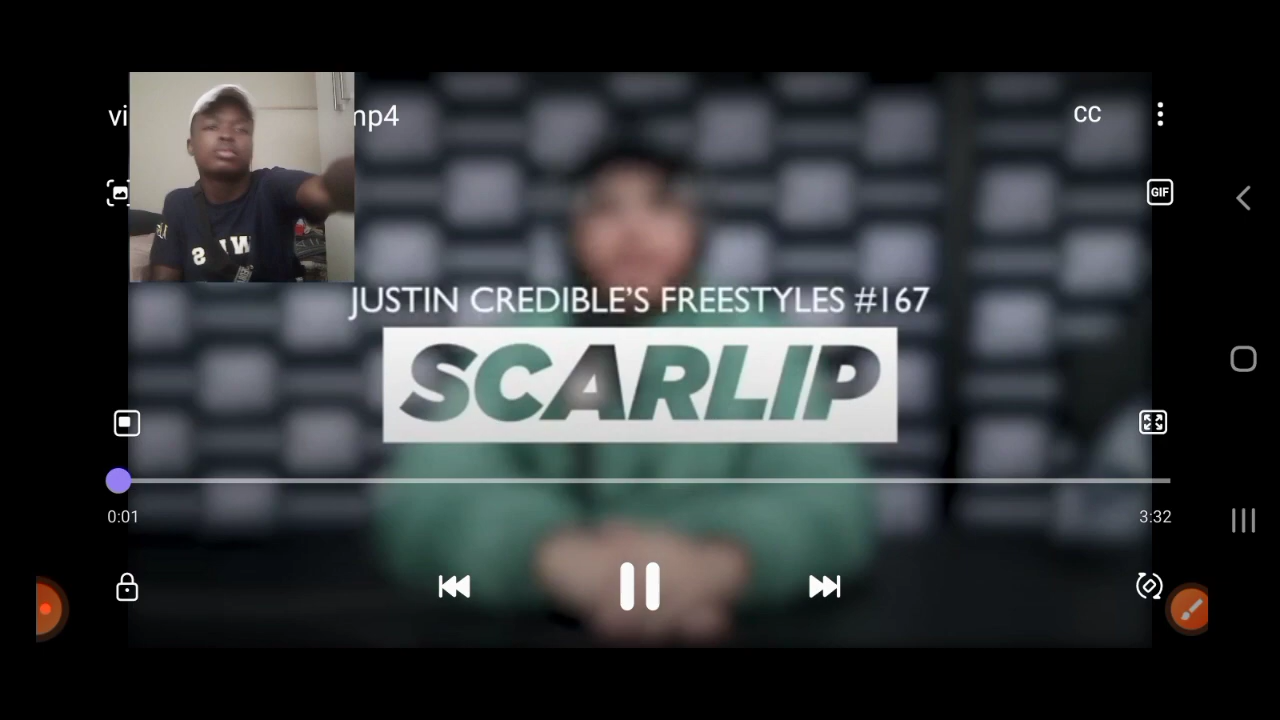 vi
mp4
CC
GIF
JUSTIN CREDIBLE'S FREESTYLES #167
SCARLIP
0:01
3:32